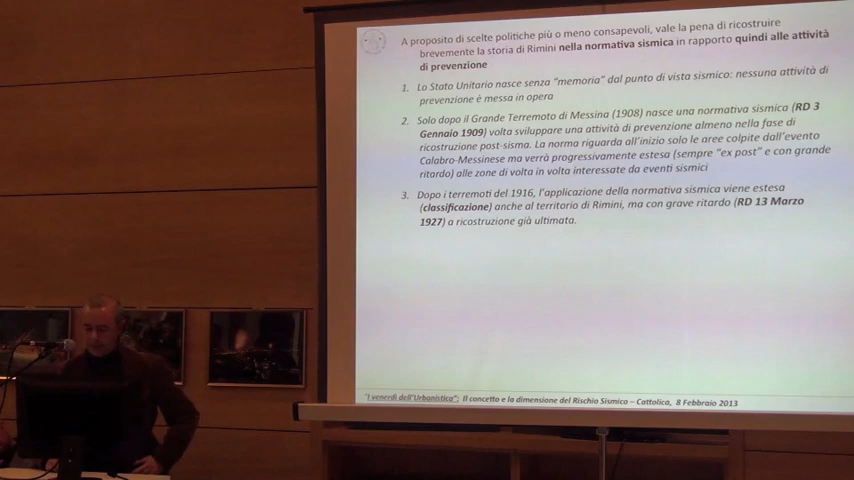 A proposito di scelte politiche più o meno consapevoli, vale la pena di ricostruire
brevemente la storia di Rimini nella normativa sismica in rapporto quindi alle attività
di prevenzione
1. Lo Stato Unitario nasce senza "memoria" dal punto di vista sismico: nessuna attività di
prevenzione è messa in opera
2. Solo dopo il Grande Terremoto di Messina (1908) nasce una normativa sismica (RD 3
Gennaio 1909) volta sviluppare una attività di prevenzione almeno nella fase di
ricostruzione post-sisma. La norma riguarda all'inizio solo le aree colpite dall'evento
Calabro-Messinese ma verrà progressivamente estesa (sempre "ex post" e con grande
ritardo) alle zone di volta in volta interessate da eventi sismici
3. Dopo i terremoti del 1916, l'applicazione della normativa sismica viene estesa
(classificazione) anche al territorio di Rimini, ma con grave ritardo (RD 13 Marzo
1927) a ricostruzione già ultimata.
"I venerdì dell'Urbanistica": Il concetto e la dimensione del Rischio Sismico – Cattolica, 8 Febbraio 2013